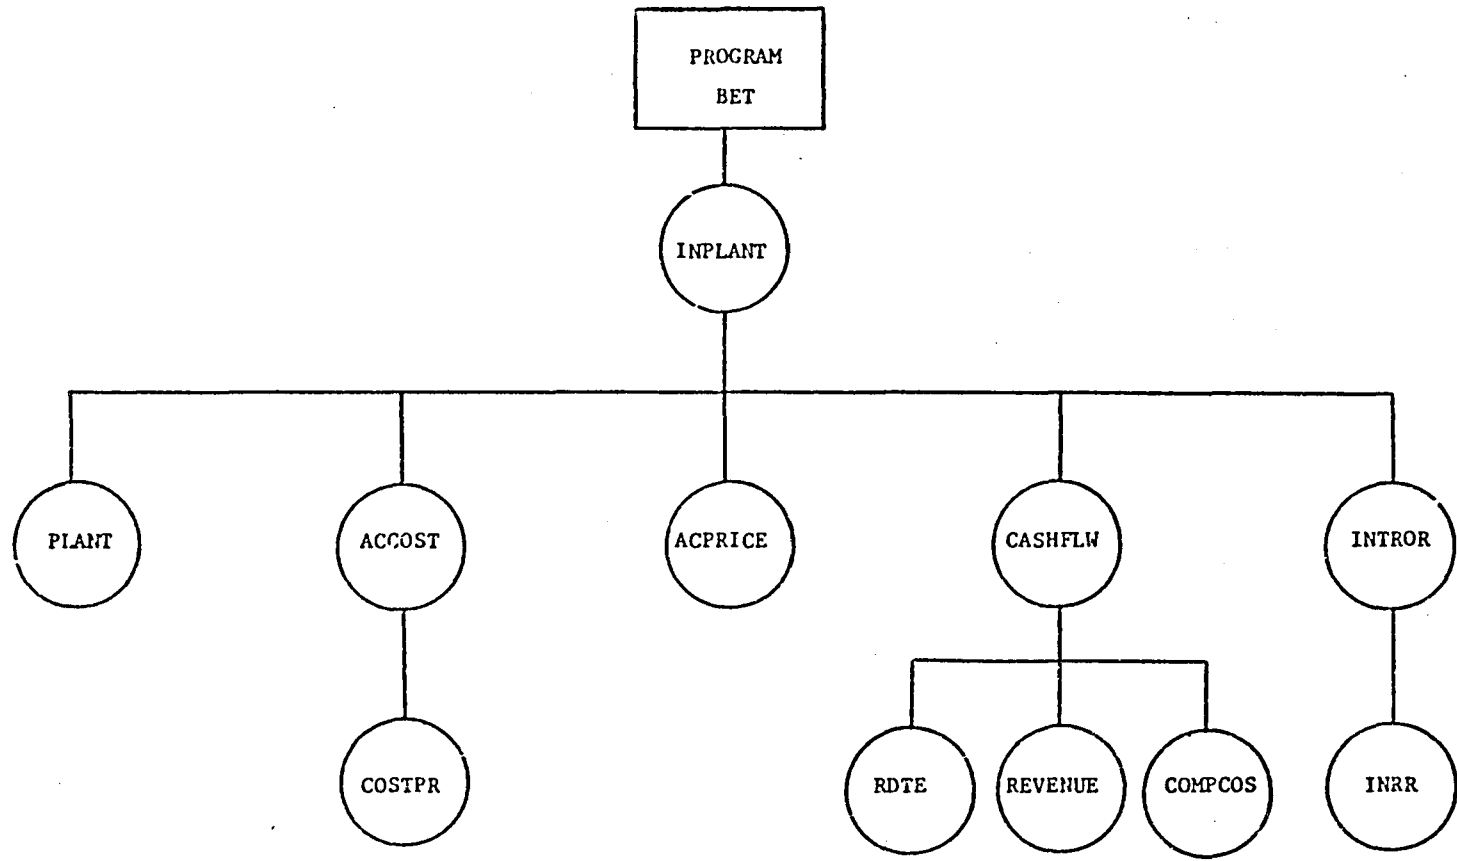 PROGRAM
BET
INPLANT
PLANT
ACCOST
ACPRICE
CASHFLW
INTROR
COSTPR
RDTE
REVENUE
COMPCOS
INRR